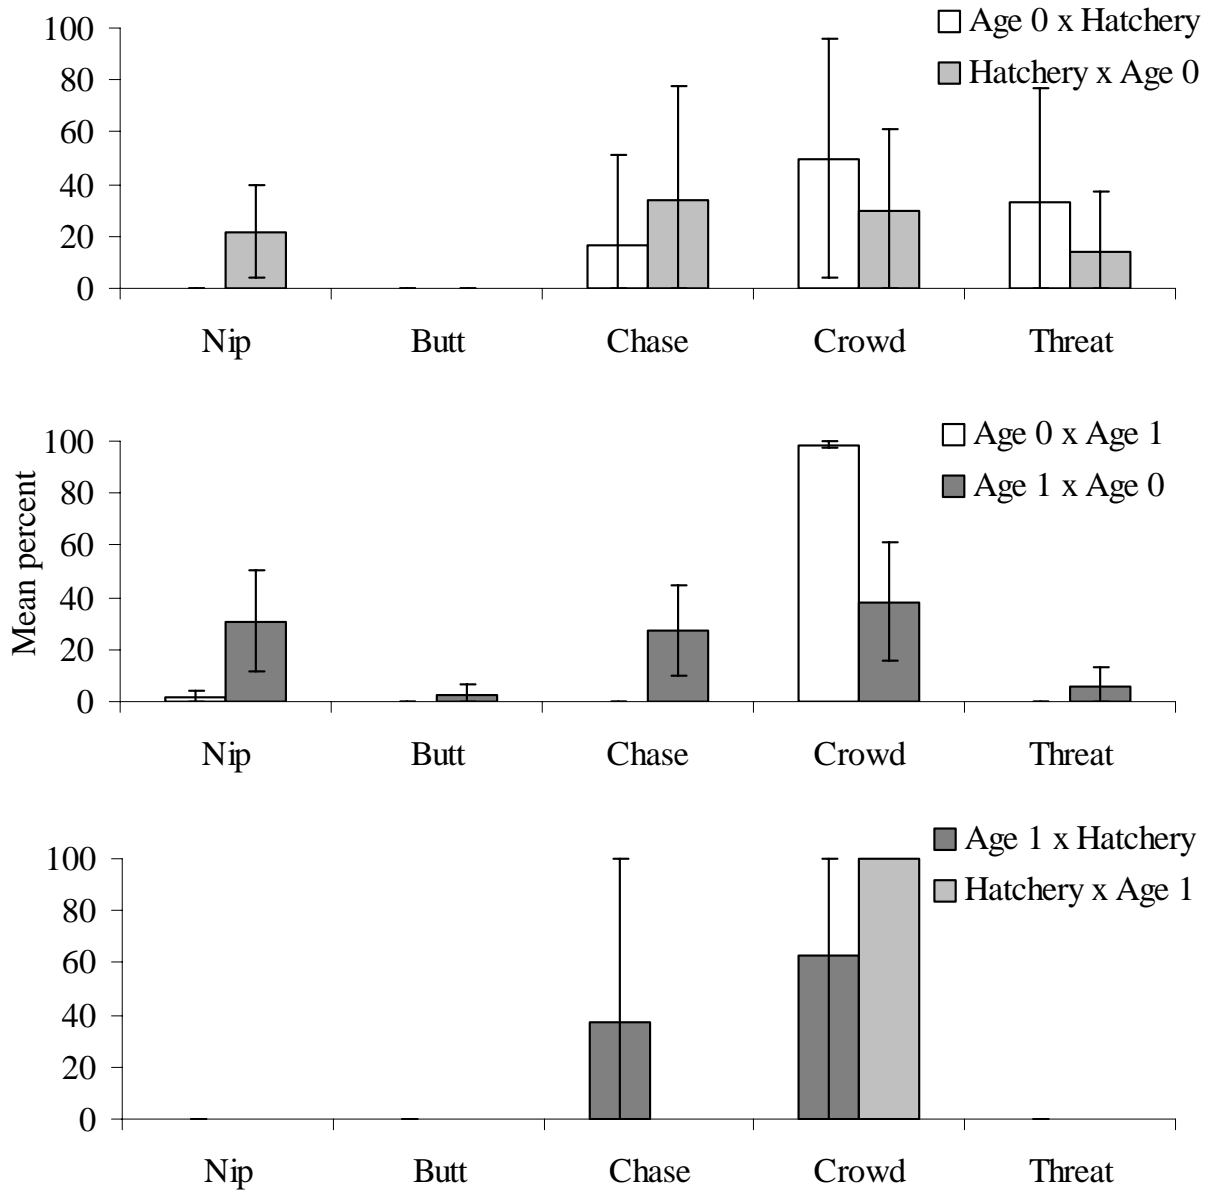 100
80
60
40
20
0
Age 0 x Hatchery
Hatchery x Age 0
Nip Butt Chase Crowd Threat
Mean percent
100
80
60
40
20
0
Age 0 x Age 1
Age 1 x Age 0
Nip Butt Chase Crowd Threat
100
80
60
40
20
0
Age 1 x Hatchery
Hatchery x Age 1
Nip Butt Chase Crowd Threat